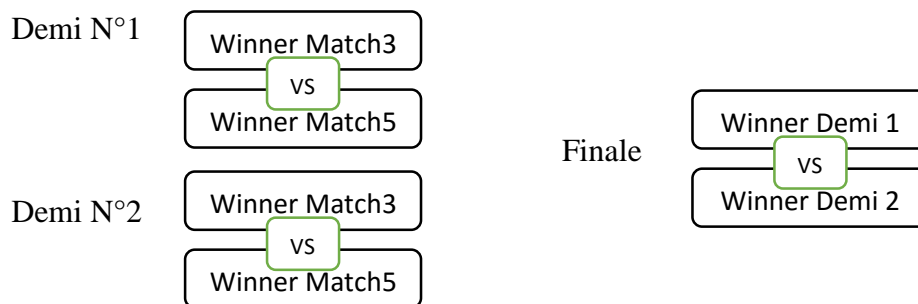 Demi N°1
Winner Match3
vs
Winner Match5
Demi N°2
Winner Match3
vs
Winner Match5
Finale
Winner Demi 1
vs
Winner Demi 2